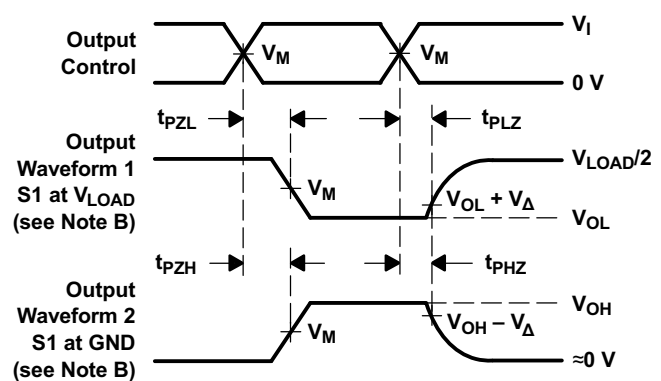 Output
Control
V_M
V_M
V_I
0 V
t_PZL
t_PLZ
Output
Waveform 1
S1 at V_LOAD
(see Note B)
V_M
V_LOAD/2
V_OL + V_Δ
V_OL
t_PZH
t_PHZ
Output
Waveform 2
S1 at GND
(see Note B)
V_M
V_OH
V_OH – V_Δ
≈0 V